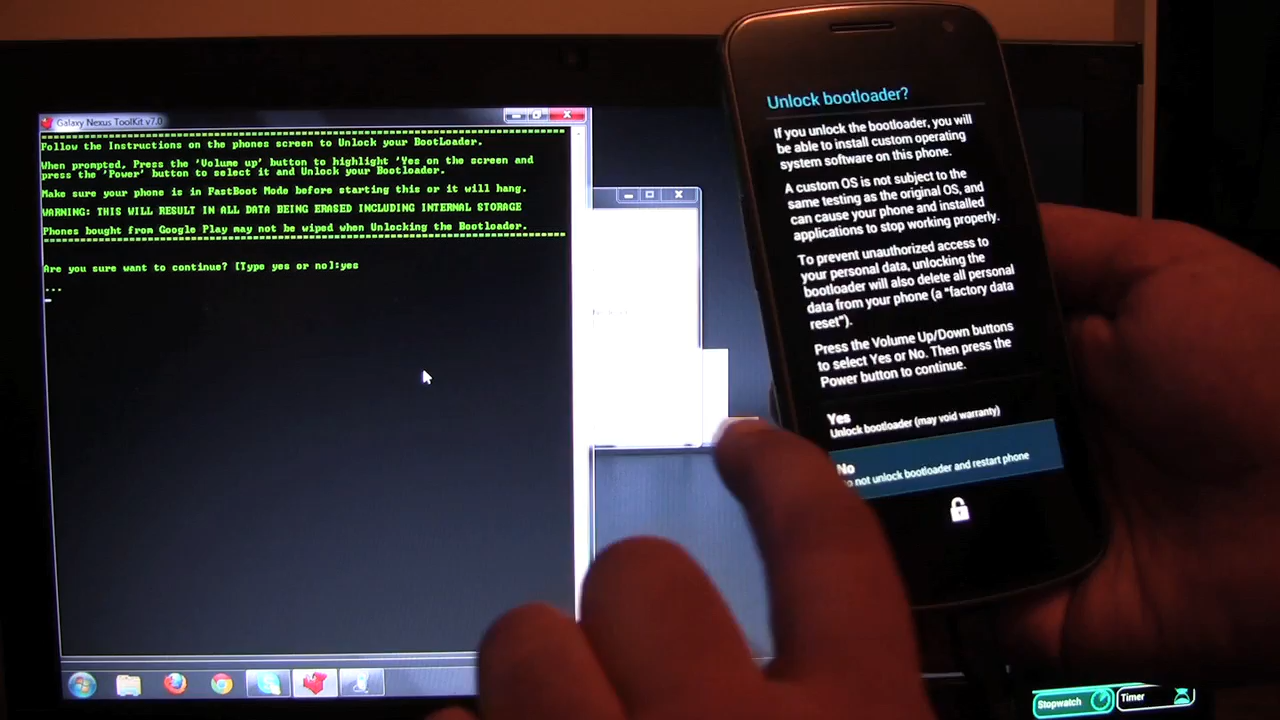 Galaxy Nexus ToolKit v7.0
Follow the Instructions on the phones screen to Unlock your BootLoader.
When prompted, Press the 'Volume up' button to highlight 'Yes on the screen and
press the 'Power' button to select it and Unlock your Bootloader.
Make sure your phone is in FastBoot Mode before starting this or it will hang.
WARNING: THIS WILL RESULT IN ALL DATA BEING ERASED INCLUDING INTERNAL STORAGE
Phones bought from Google Play may not be wiped when Unlocking the Bootloader.
Are you sure want to continue? [Type yes or no]:yes
...
Unlock bootloader?
If you unlock the bootloader, you will
be able to install custom operating
system software on this phone.
A custom OS is not subject to the
same testing as the original OS, and
can cause your phone and installed
applications to stop working properly.
To prevent unauthorized access to
your personal data, unlocking the
bootloader will also delete all personal
data from your phone (a "factory data
reset").
Press the Volume Up/Down buttons
to select Yes or No. Then press the
Power button to continue.
Yes
Unlock bootloader (may void warranty)
No
not unlock bootloader and restart phone
Stopwatch
Timer